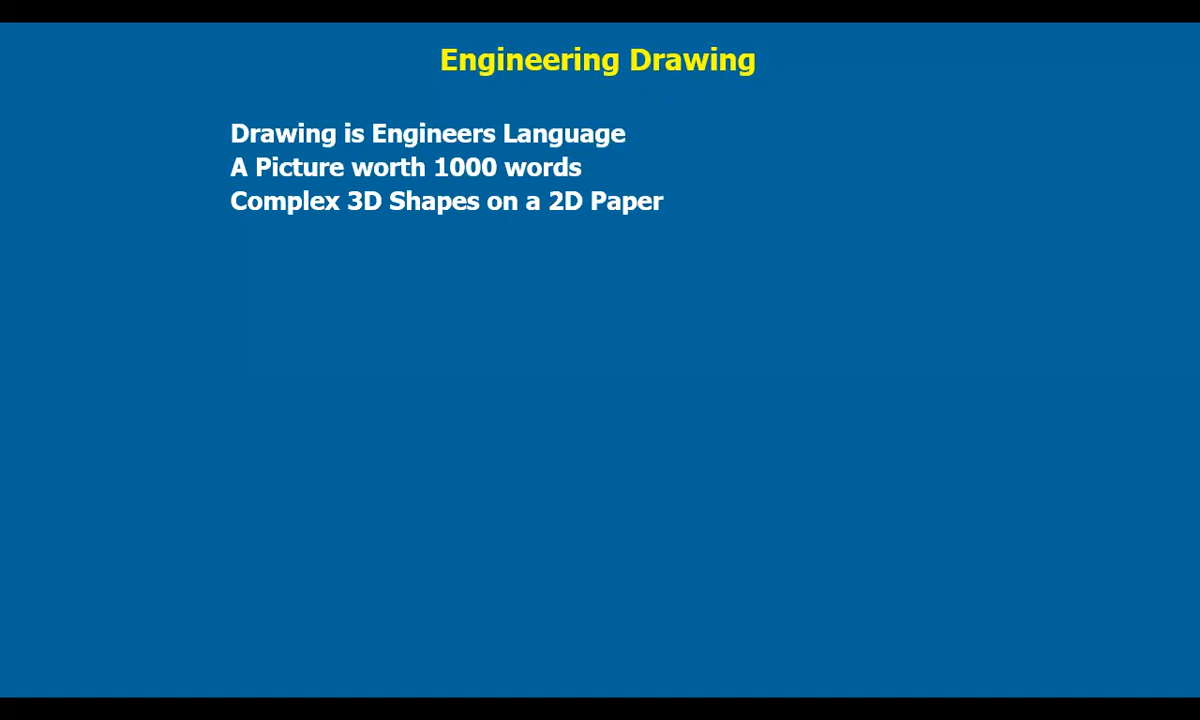 Engineering Drawing
Drawing is Engineers Language
A Picture worth 1000 words
Complex 3D Shapes on a 2D Paper